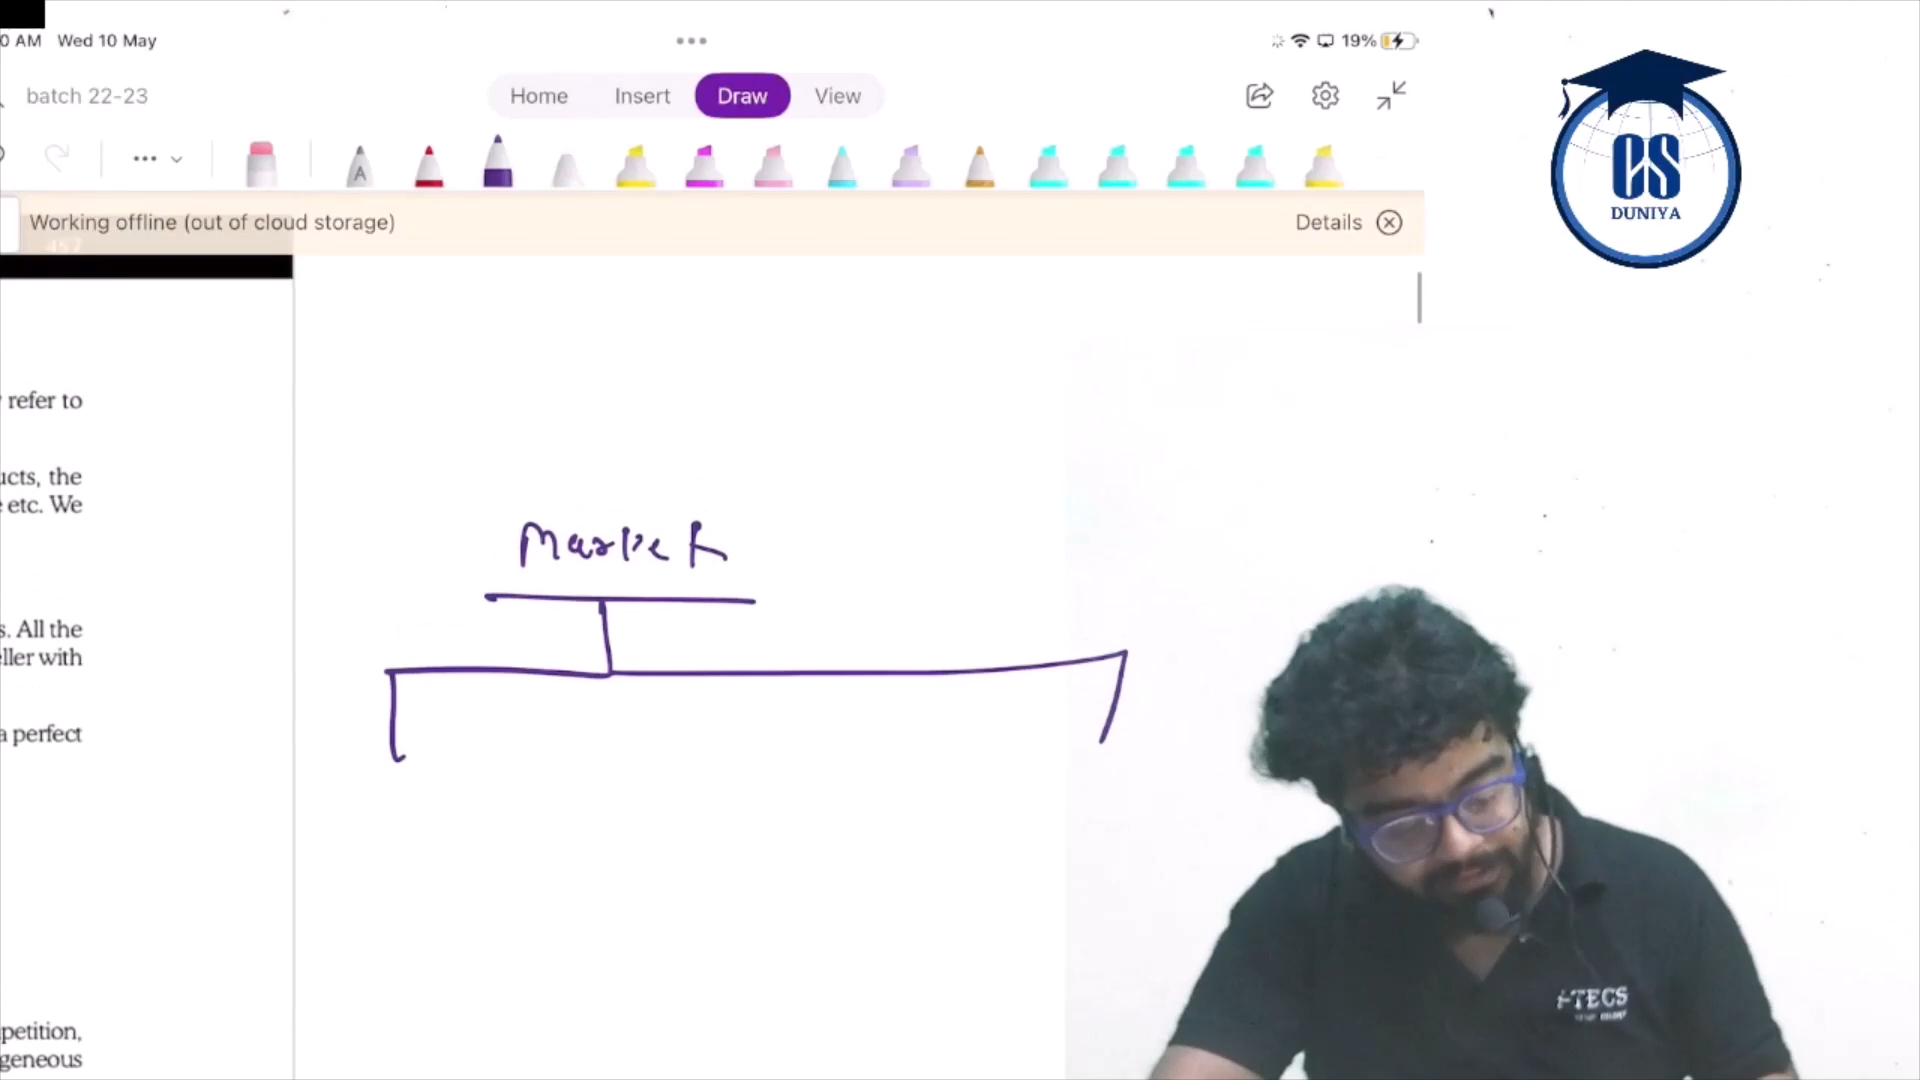 0 AM Wed 10 May
19%
batch 22-23
Home Insert Draw View
A
Working offline (out of cloud storage)
Details
457
refer to
ucts, the
etc. We
s. All the
ller with
a perfect
petition,
geneous
Market
CS
DUNIYA
i-TECS